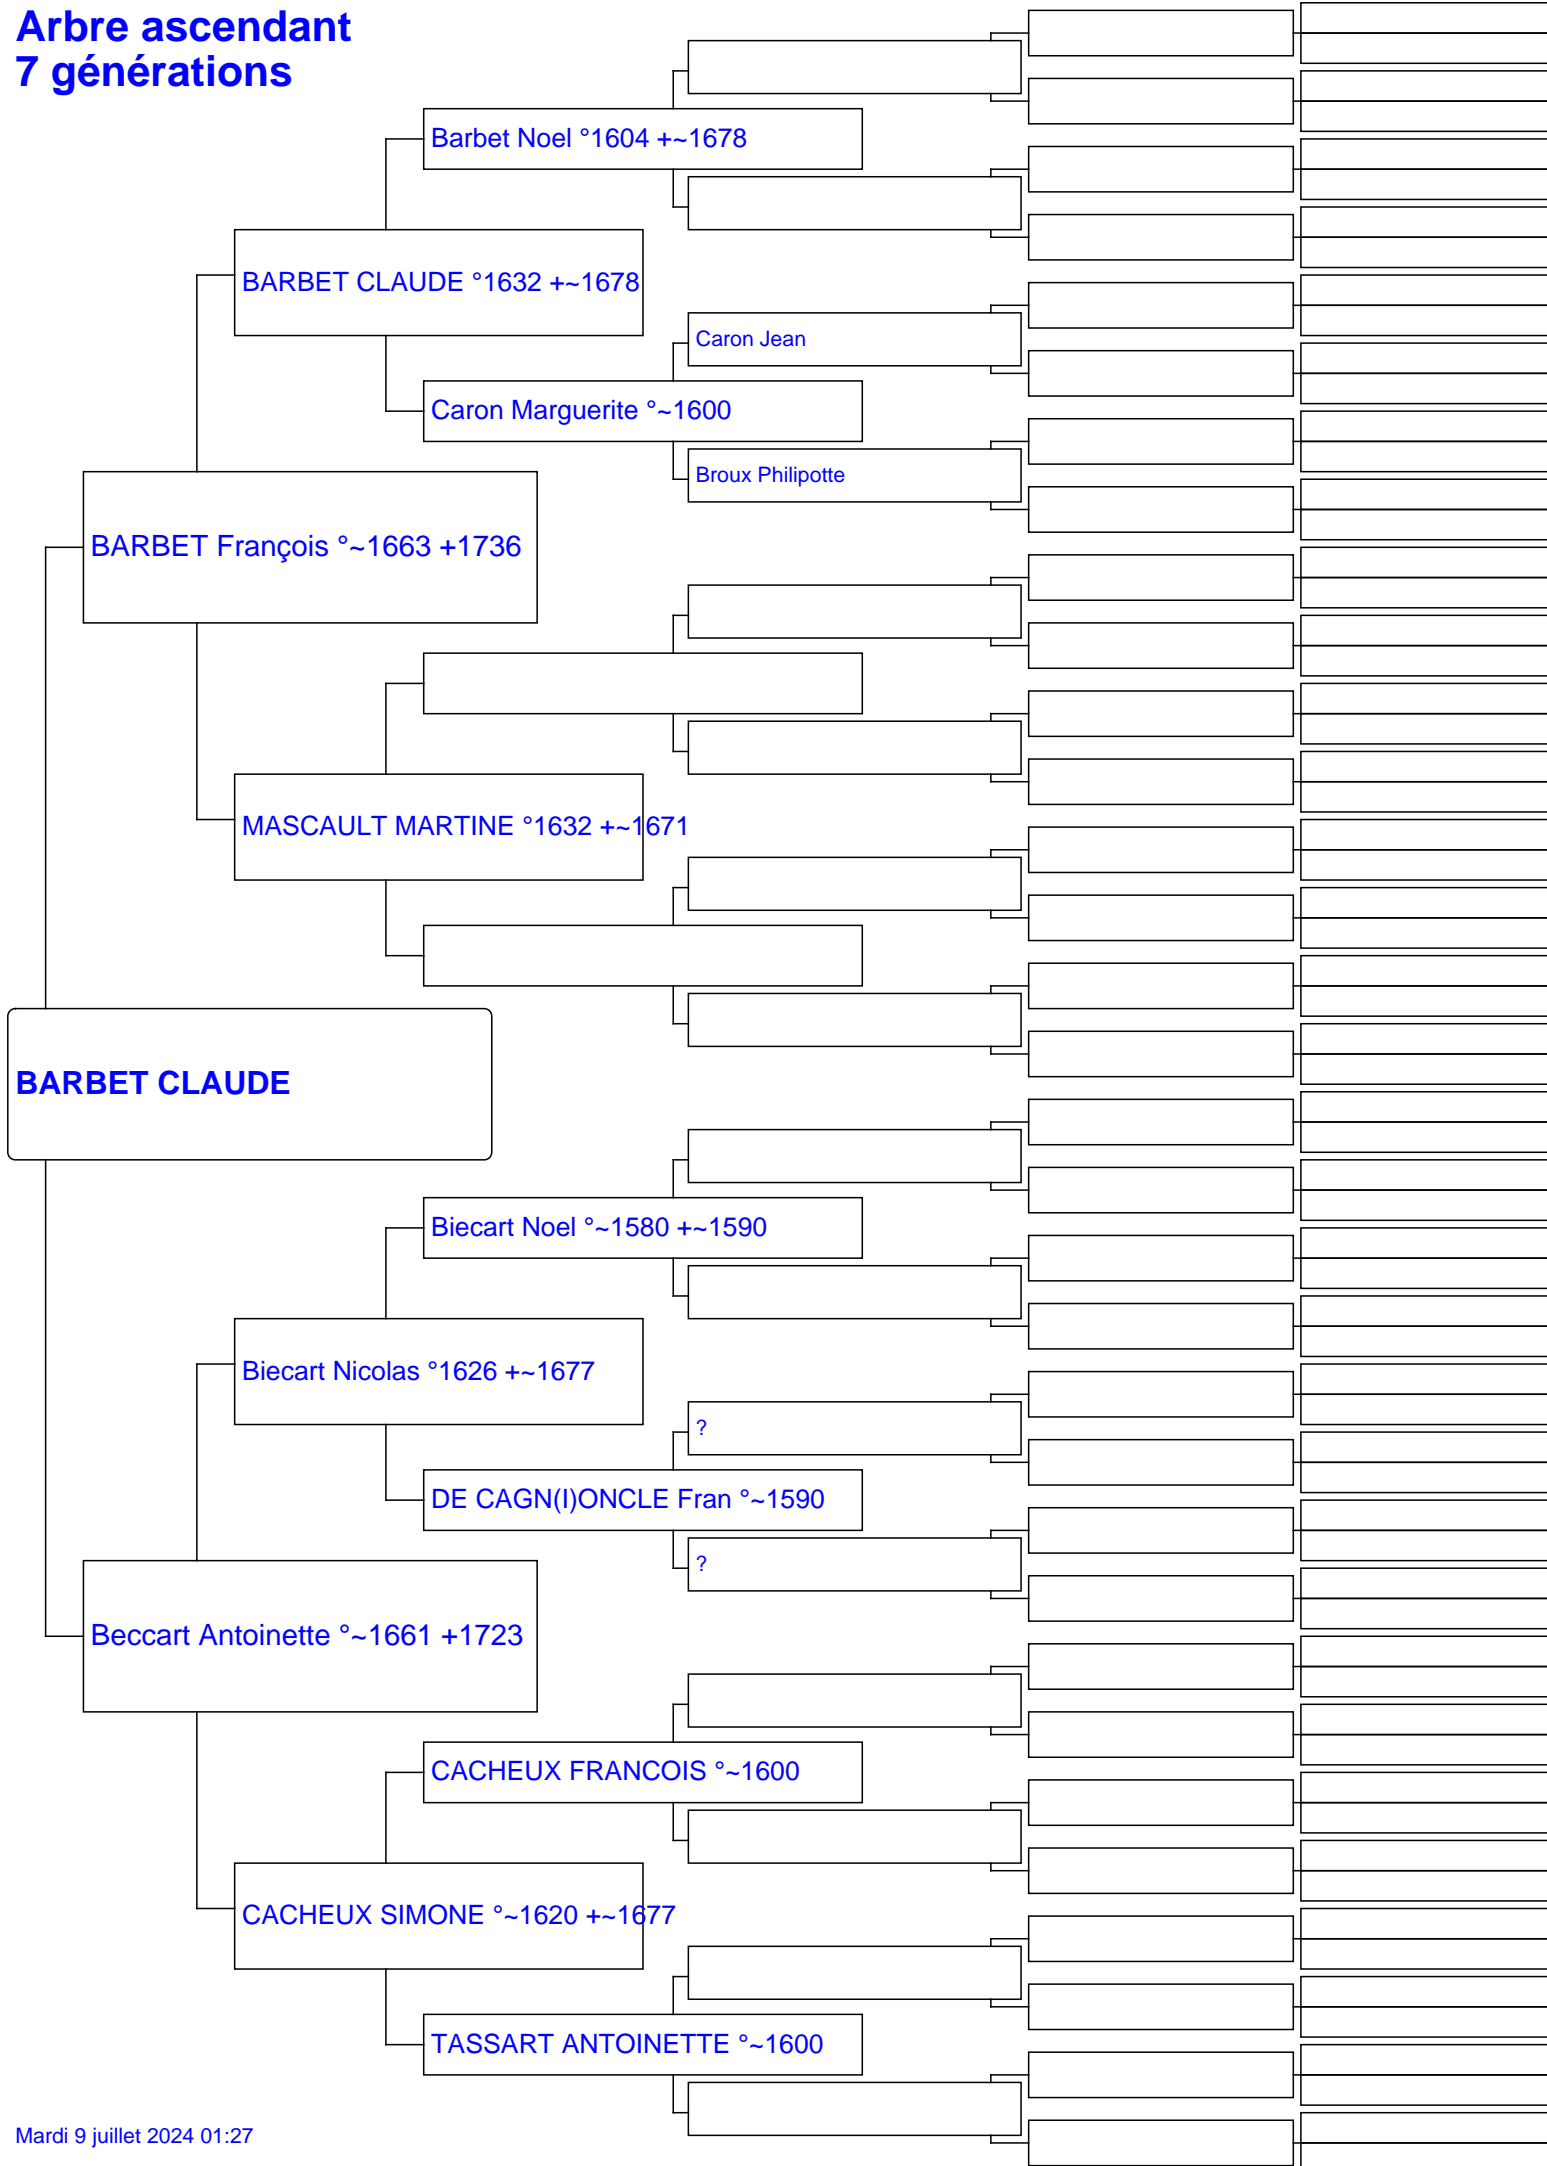 Arbre ascendant
7 générations
Barbet Noel °1604 +~1678
BARBET CLAUDE °1632 +~1678
Caron Jean
Caron Marguerite °~1600
Broux Philipotte
BARBET François °~1663 +1736
MASCAULT MARTINE °1632 +~1671
BARBET CLAUDE
Biecart Noel °~1580 +~1590
Biecart Nicolas °1626 +~1677
?
DE CAGN(I)ONCLE Fran °~1590
?
Beccart Antoinette °~1661 +1723
CACHEUX FRANCOIS °~1600
CACHEUX SIMONE °~1620 +~1677
TASSART ANTOINETTE °~1600
Mardi 9 juillet 2024 01:27